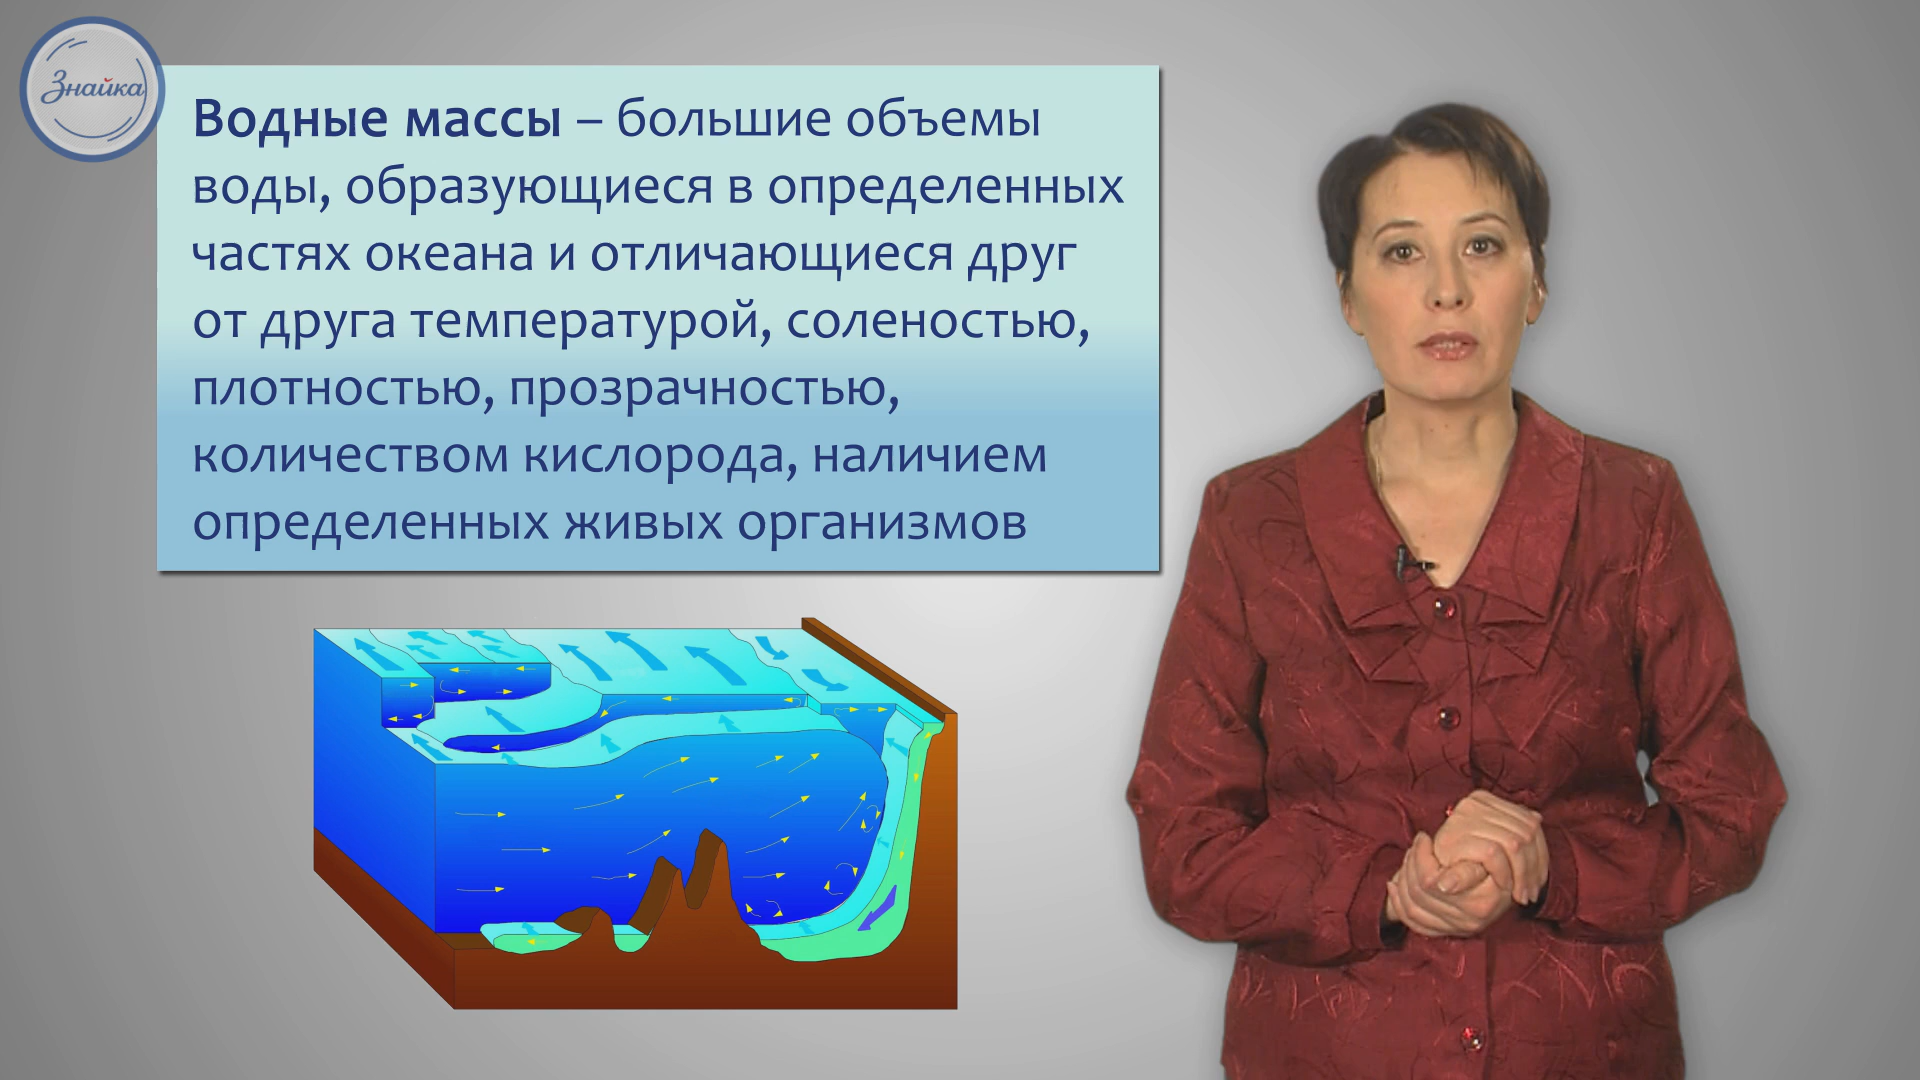 Знайка
Водные массы – большие объемы
воды, образующиеся в определенных
частях океана и отличающиеся друг
от друга температурой, соленостью,
плотностью, прозрачностью,
количеством кислорода, наличием
определенных живых организмов